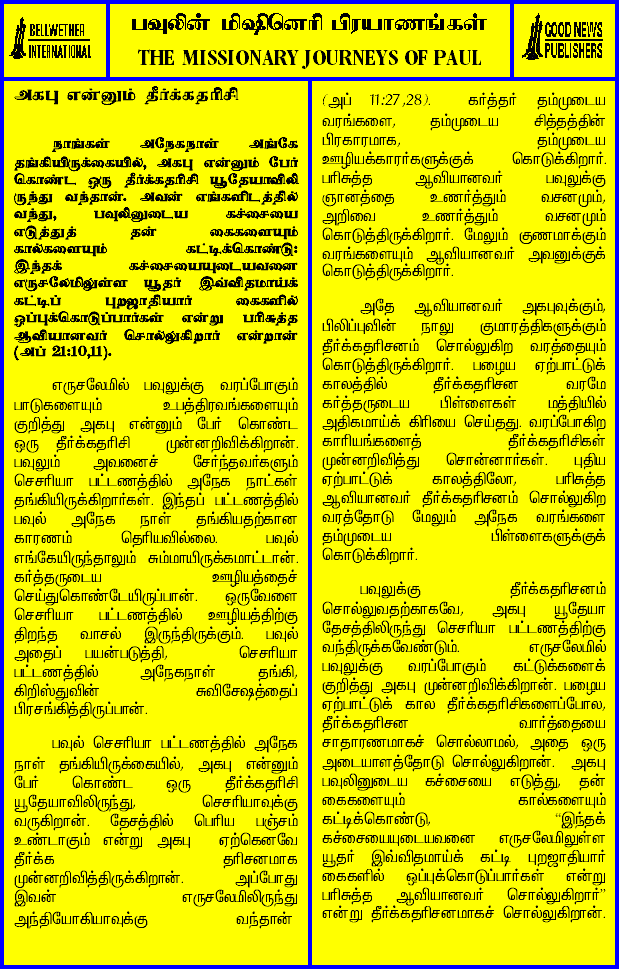 BELLWETHER
INTERNATIONAL
பவுலின் மிஷினெரி பிரயாணங்கள்
THE MISSIONARY JOURNEYS OF PAUL
GOOD NEWS
PUBLISHERS
அகபு என்னும் தீர்க்கதரிசி
நாங்கள் அநேகநாள் அங்கே
தங்கியிருக்கையில், அகபு என்னும் பேர்
கொண்ட ஒரு தீர்க்கதரிசி யூதேயாவிலி
ருந்து வந்தான். அவன் எங்களிடத்தில்
வந்து, பவுலினுடைய கச்சையை
எடுத்துத் தன் கைகளையும்
கால்களையும் கட்டிக்கொண்டு:
இந்தக் கச்சையையுடையவனை
எருசலேமிலுள்ள யூதர் இவ்விதமாய்க்
கட்டிப் புறஜாதியார் கைகளில்
ஒப்புக்கொடுப்பார்கள் என்று பரிசுத்த
ஆவியானவர் சொல்லுகிறார் என்றான்
(அப் 21:10,11).
எருசலேமில் பவுலுக்கு வரப்போகும்
பாடுகளையும் உபத்திரவங்களையும்
குறித்து அகபு என்னும் பேர் கொண்ட
ஒரு தீர்க்கதரிசி முன்னறிவிக்கிறான்.
பவுலும் அவனைச் சேர்ந்தவர்களும்
செசரியா பட்டணத்தில் அநேக நாட்கள்
தங்கியிருக்கிறார்கள். இந்தப் பட்டணத்தில்
பவுல் அநேக நாள் தங்கியதற்கான
காரணம் தெரியவில்லை. பவுல்
எங்கேயிருந்தாலும் சும்மாயிருக்கமாட்டான்.
கர்த்தருடைய ஊழியத்தைச்
செய்துகொண்டேயிருப்பான். ஒருவேளை
செசரியா பட்டணத்தில் ஊழியத்திற்கு
திறந்த வாசல் இருந்திருக்கும். பவுல்
அதைப் பயன்படுத்தி, செசரியா
பட்டணத்தில் அநேகநாள் தங்கி,
கிறிஸ்துவின் சுவிசேஷத்தைப்
பிரசங்கித்திருப்பான்.
பவுல் செசரியா பட்டணத்தில் அநேக
நாள் தங்கியிருக்கையில், அகபு என்னும்
பேர் கொண்ட ஒரு தீர்க்கதரிசி
யூதேயாவிலிருந்து, செசரியாவுக்கு
வருகிறான். தேசத்தில் பெரிய பஞ்சம்
உண்டாகும் என்று அகபு ஏற்கெனவே
தீர்க்க தரிசனமாக
முன்னறிவித்திருக்கிறான். அப்போது
இவன் எருசலேமிலிருந்து
அந்தியோகியாவுக்கு வந்தான்
(அப் 11:27,28). கர்த்தர் தம்முடைய
வரங்களை, தம்முடைய சித்தத்தின்
பிரகாரமாக, தம்முடைய
ஊழியக்காரர்களுக்குக் கொடுக்கிறார்.
பரிசுத்த ஆவியானவர் பவுலுக்கு
ஞானத்தை உணர்த்தும் வசனமும்,
அறிவை உணர்த்தும் வசனமும்
கொடுத்திருக்கிறார். மேலும் குணமாக்கும்
வரங்களையும் ஆவியானவர் அவனுக்குக்
கொடுத்திருக்கிறார்.
அதே ஆவியானவர் அகபுவுக்கும்,
பிலிப்புவின் நாலு குமாரத்திகளுக்கும்
தீர்க்கதரிசனம் சொல்லுகிற வரத்தையும்
கொடுத்திருக்கிறார். பழைய ஏற்பாட்டுக்
காலத்தில் தீர்க்கதரிசன வரமே
கர்த்தருடைய பிள்ளைகள் மத்தியில்
அதிகமாய்க் கிரியை செய்தது. வரப்போகிற
காரியங்களைத் தீர்க்கதரிசிகள்
முன்னறிவித்து சொன்னார்கள். புதிய
ஏற்பாட்டுக் காலத்திலோ, பரிசுத்த
ஆவியானவர் தீர்க்கதரிசனம் சொல்லுகிற
வரத்தோடு மேலும் அநேக வரங்களை
தம்முடைய பிள்ளைகளுக்குக்
கொடுக்கிறார்.
பவுலுக்கு தீர்க்கதரிசனம்
சொல்லுவதற்காகவே, அகபு யூதேயா
தேசத்திலிருந்து செசரியா பட்டணத்திற்கு
வந்திருக்கவேண்டும். எருசலேமில்
பவுலுக்கு வரப்போகும் கட்டுக்களைக்
குறித்து அகபு முன்னறிவிக்கிறான். பழைய
ஏற்பாட்டுக் கால தீர்க்கதரிசிகளைப்போல,
தீர்க்கதரிசன வார்த்தையை
சாதாரணமாகச் சொல்லாமல், அதை ஒரு
அடையாளத்தோடு சொல்லுகிறான். அகபு
பவுலினுடைய கச்சையை எடுத்து, தன்
கைகளையும் கால்களையும்
கட்டிக்கொண்டு, “இந்தக்
கச்சையையுடையவனை எருசலேமிலுள்ள
யூதர் இவ்விதமாய்க் கட்டி புறஜாதியார்
கைகளில் ஒப்புக்கொடுப்பார்கள் என்று
பரிசுத்த ஆவியானவர் சொல்லுகிறார்”
என்று தீர்க்கதரிசனமாகச் சொல்லுகிறான்.